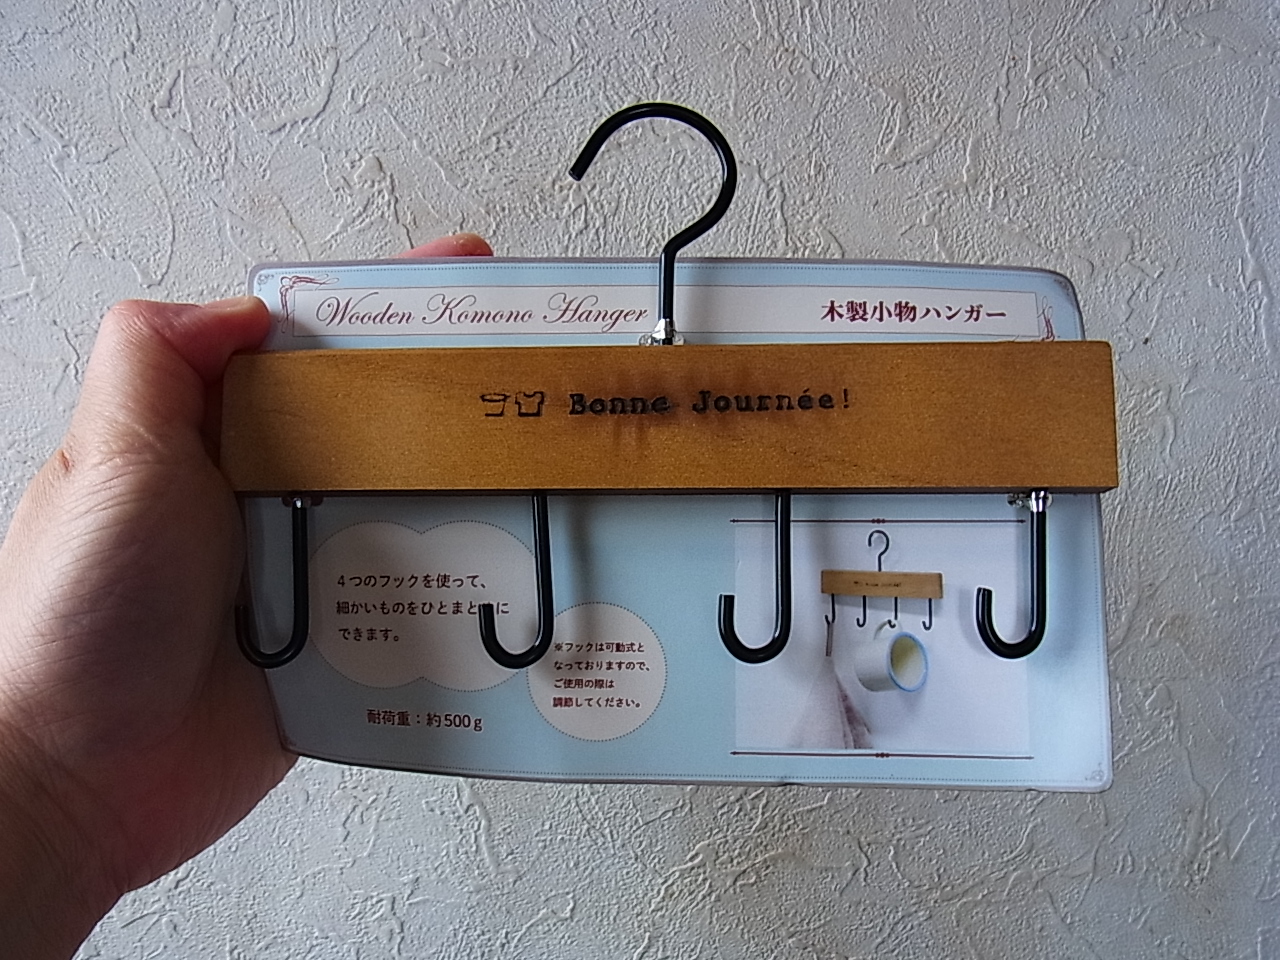 Wooden Komono Hanger
木製小物ハンガー
Bonne Journée!
4つのフックを使って、
細かいものをひとまとめに
できます。
※フックは可動式と
なっておりますので、
ご使用の際は
調節してください。
耐荷重：約500g